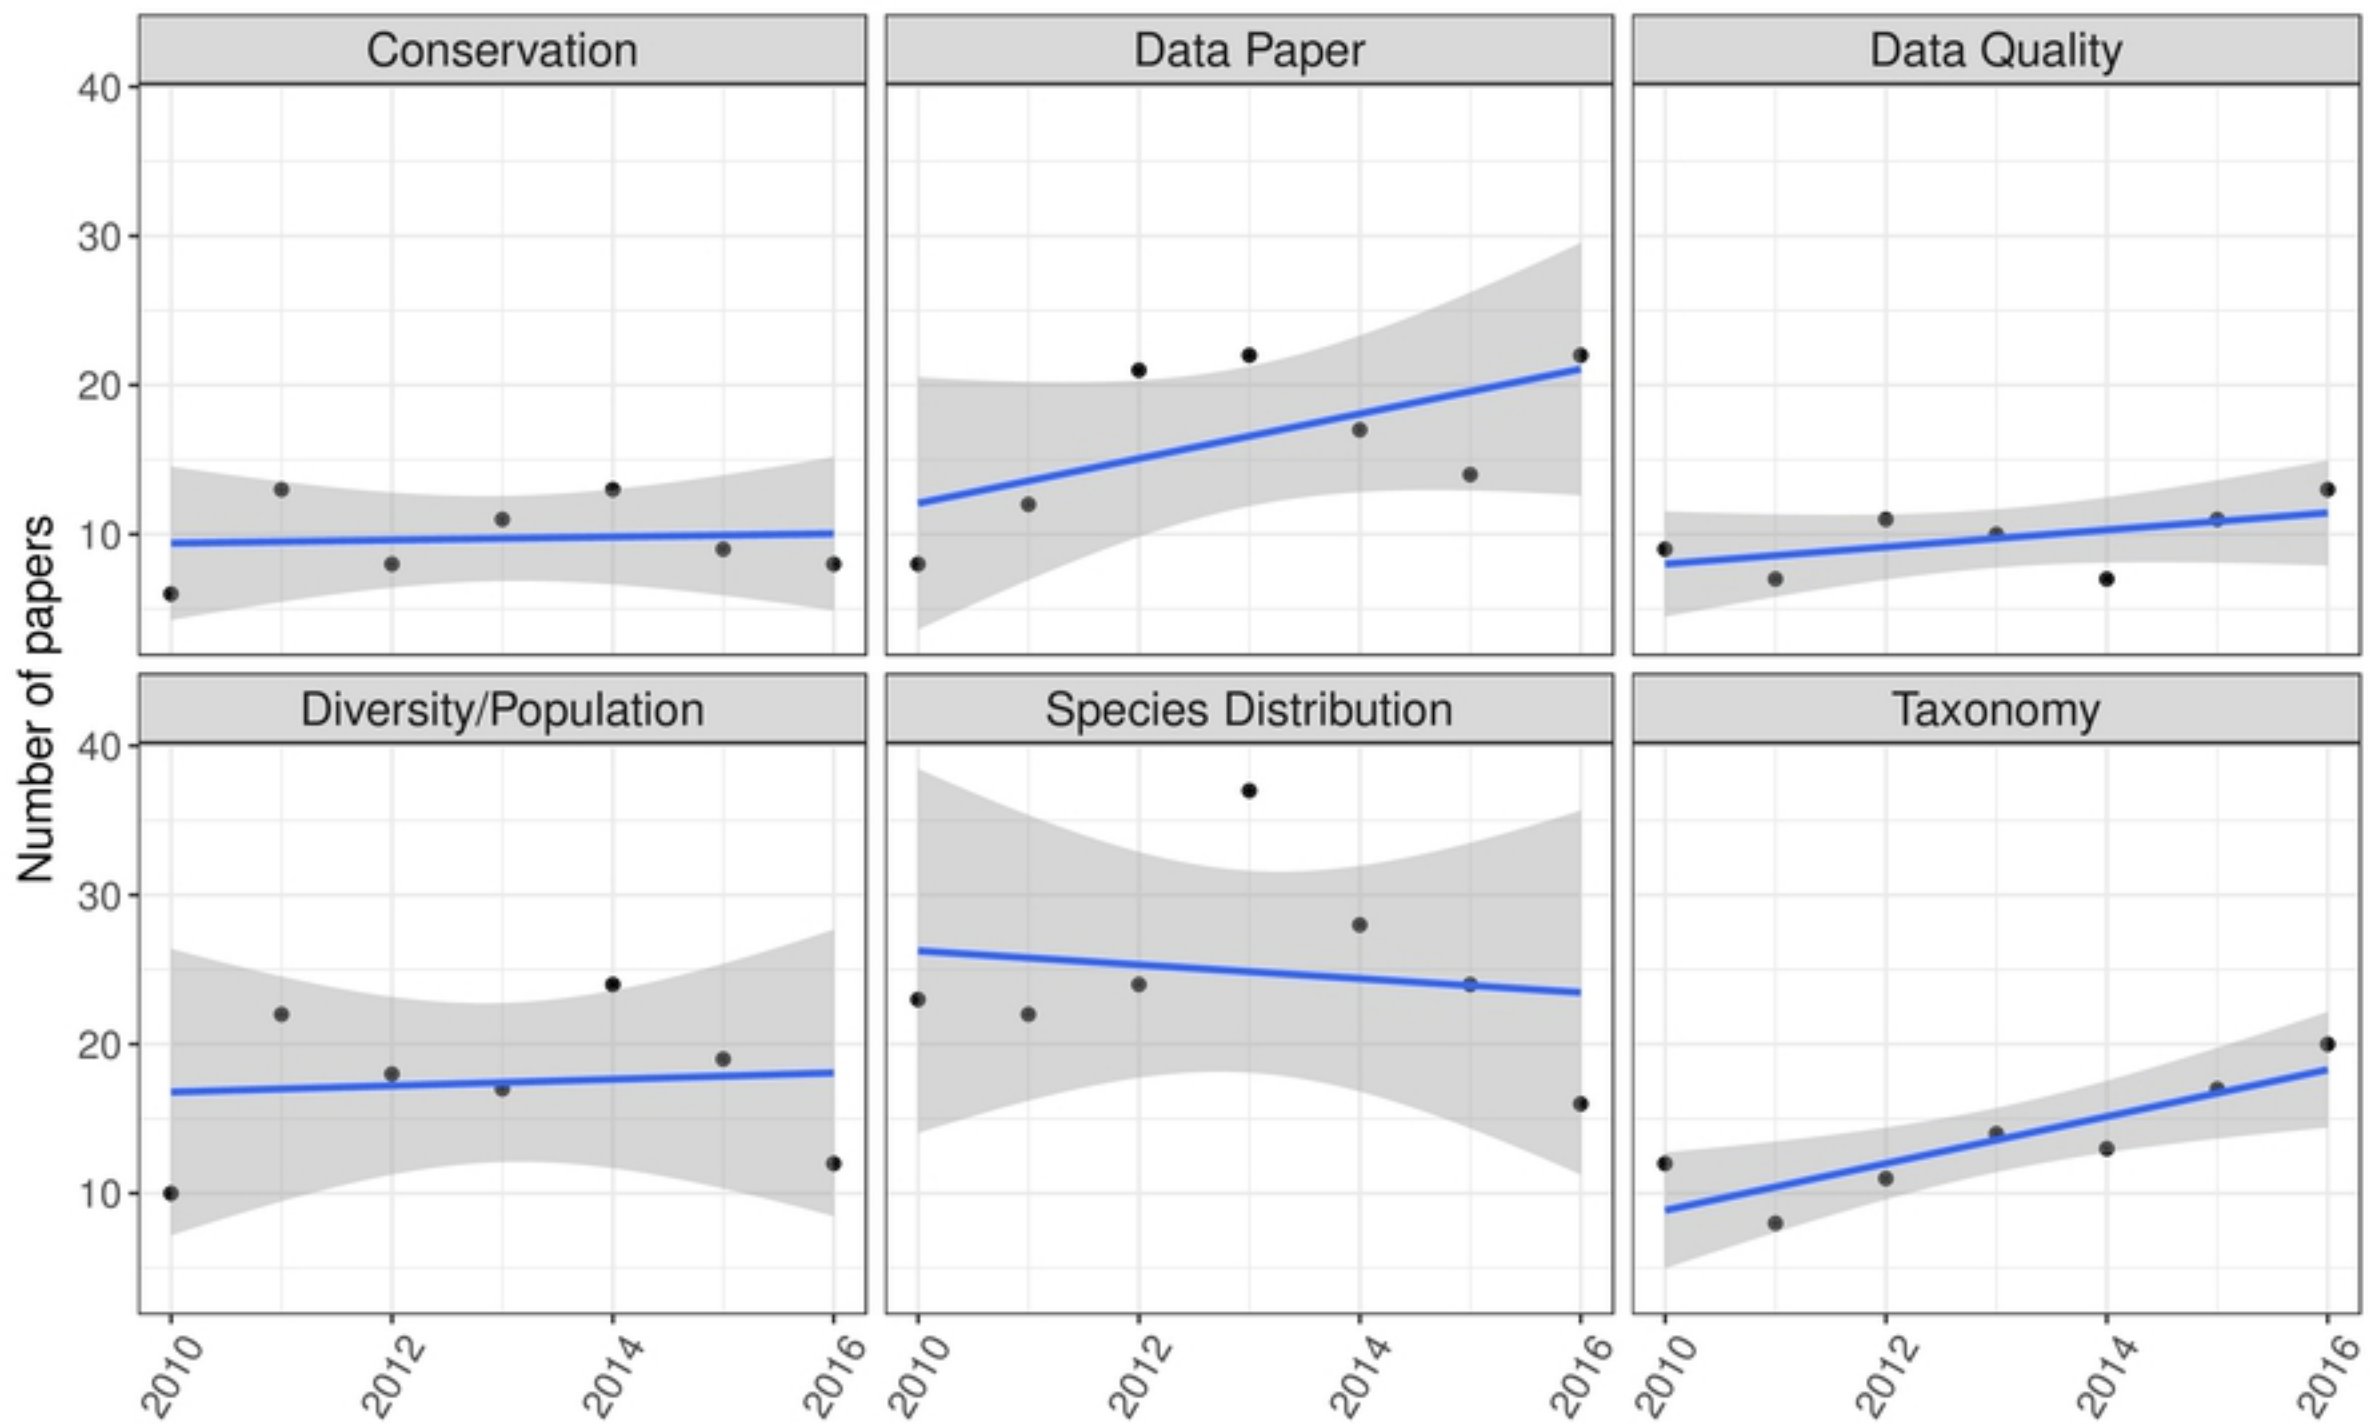 Conservation
Data Paper
Data Quality
40
30
20
10
Number of papers
Diversity/Population
Species Distribution
Taxonomy
40
30
20
10
2010
2012
2014
2016
2010
2012
2014
2016
2010
2012
2014
2016